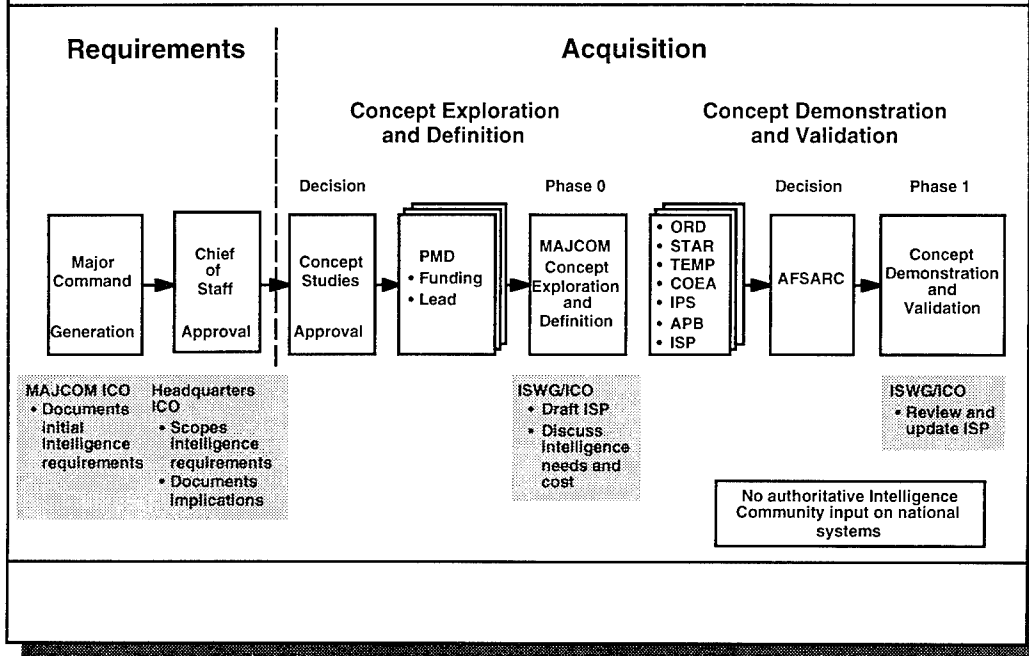 Requirements
Acquisition
Concept Exploration
and Definition
Concept Demonstration
and Validation
Decision
Phase 0
Decision
Phase 1
Major
Command
Generation
Chief
of
Staff
Approval
Concept
Studies
Approval
PMD
• Funding
• Lead
MAJCOM
Concept
Exploration
and
Definition
• ORD
• STAR
• TEMP
• COEA
• IPS
• APB
• ISP
AFSARC
Concept
Demonstration
and
Validation
MAJCOM ICO
• Documents
initial
intelligence
requirements
Headquarters
ICO
• Scopes
intelligence
requirements
• Documents
implications
ISWG/ICO
• Draft ISP
• Discuss
intelligence
needs and
cost
ISWG/ICO
• Review and
update ISP
No authoritative Intelligence
Community input on national
systems